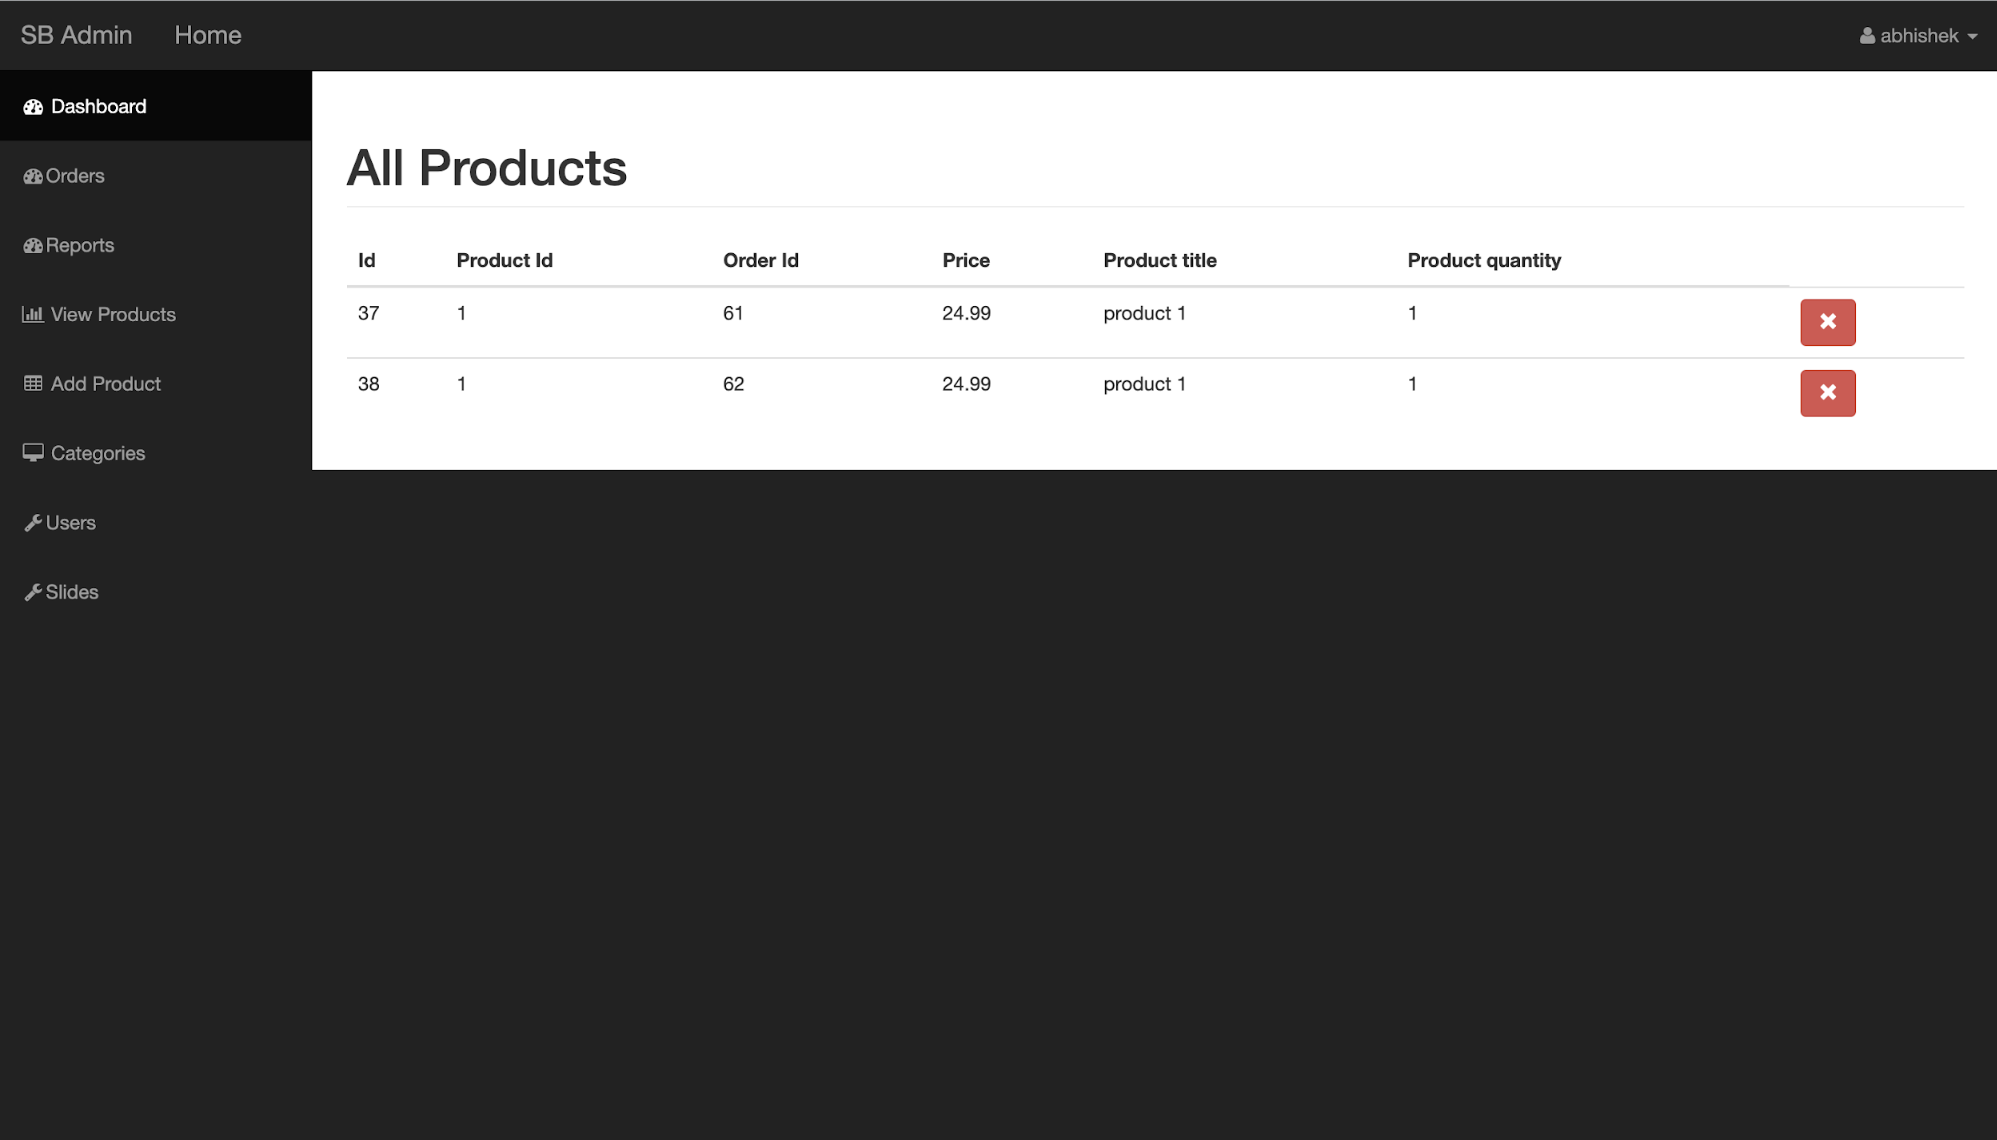 SB Admin Home abhishek
Dashboard
Orders
Reports
View Products
Add Product
Categories
Users
Slides
All Products
Id Product Id Order Id Price Product title Product quantity
37 1 61 24.99 product 1 1
38 1 62 24.99 product 1 1